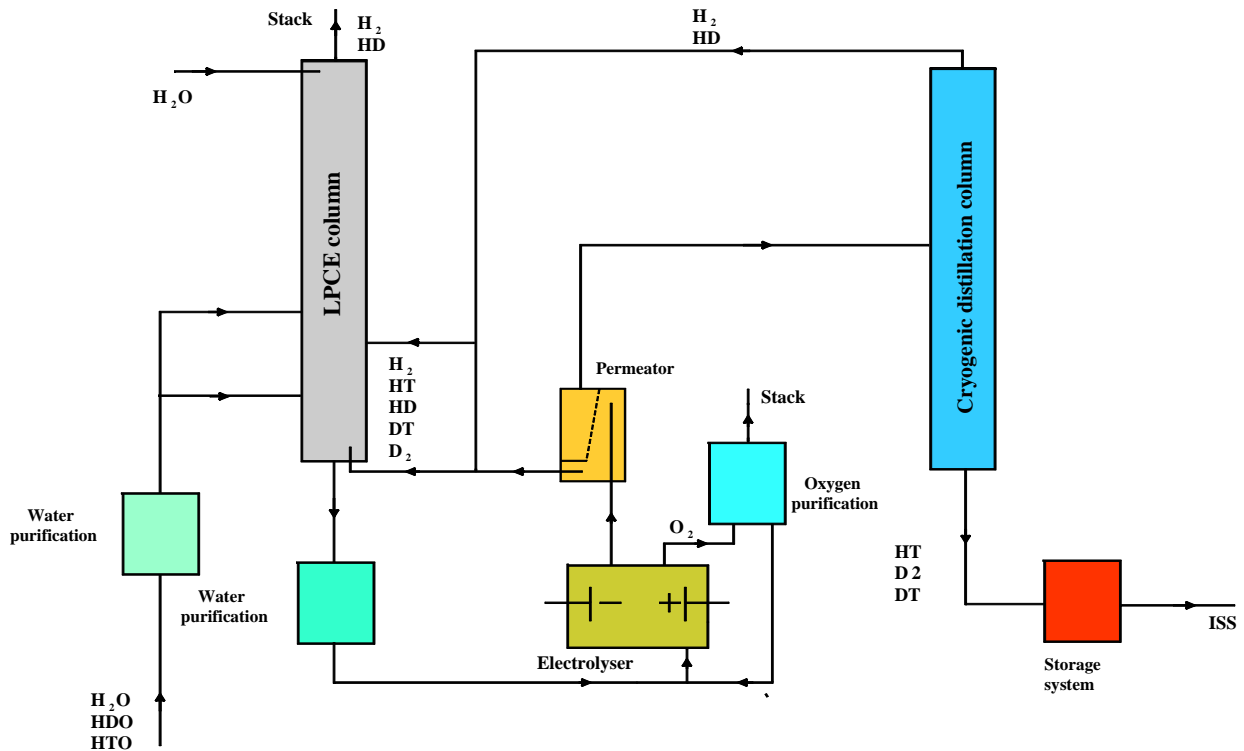 Stack
H2
HD
H2
HD
H2O
LPCE column
Cryogenic distillation column
H2
HT
HD
DT
D2
Permeator
Stack
Oxygen
purification
Water
purification
O2
Water
purification
HT
D2
DT
ISS
Electrolyser
Storage
system
H2O
HDO
HTO